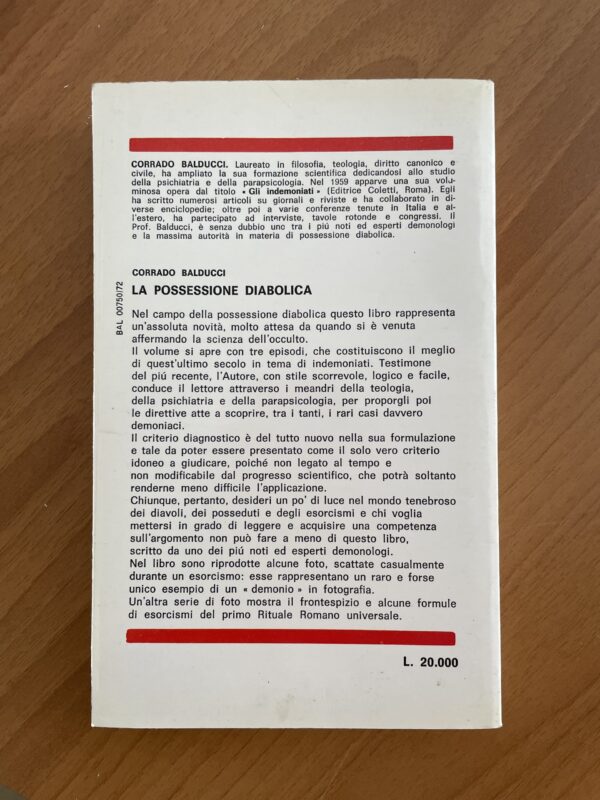 CORRADO BALDUCCI. Laureato in filosofia, teologia, diritto canonico e
civile, ha ampliato la sua formazione scientifica dedicandosi allo studio
della psichiatria e della parapsicologia. Nel 1959 apparve una sua volu-
minosa opera dal titolo « Gli indemoniati » (Editrice Coletti, Roma). Egli
ha scritto numerosi articoli su giornali e riviste e ha collaborato in di-
verse enciclopedie; oltre poi a varie conferenze tenute in Italia e al-
l'estero, ha partecipato ad interviste, tavole rotonde e congressi. Il
Prof. Balducci, è senza dubbio uno tra i piú noti ed esperti demonologi
e la massima autorità in materia di possessione diabolica.
CORRADO BALDUCCI
LA POSSESSIONE DIABOLICA
BAL 00750/72
Nel campo della possessione diabolica questo libro rappresenta
un'assoluta novità, molto attesa da quando si è venuta
affermando la scienza dell'occulto.
Il volume si apre con tre episodi, che costituiscono il meglio
di quest'ultimo secolo in tema di indemoniati. Testimone
del piú recente, l'Autore, con stile scorrevole, logico e facile,
conduce il lettore attraverso i meandri della teologia,
della psichiatria e della parapsicologia, per proporgli poi
le direttive atte a scoprire, tra i tanti, i rari casi davvero
demoniaci.
Il criterio diagnostico è del tutto nuovo nella sua formulazione
e tale da poter essere presentato come il solo vero criterio
idoneo a giudicare, poiché non legato al tempo e
non modificabile dal progresso scientifico, che potrà soltanto
renderne meno difficile l'applicazione.
Chiunque, pertanto, desideri un po' di luce nel mondo tenebroso
dei diavoli, dei posseduti e degli esorcismi e chi voglia
mettersi in grado di leggere e acquisire una competenza
sull'argomento non può fare a meno di questo libro,
scritto da uno dei piú noti ed esperti demonologi.
Nel libro sono riprodotte alcune foto, scattate casualmente
durante un esorcismo: esse rappresentano un raro e forse
unico esempio di un « demonio » in fotografia.
Un'altra serie di foto mostra il frontespizio e alcune formule
di esorcismi del primo Rituale Romano universale.
L. 20.000